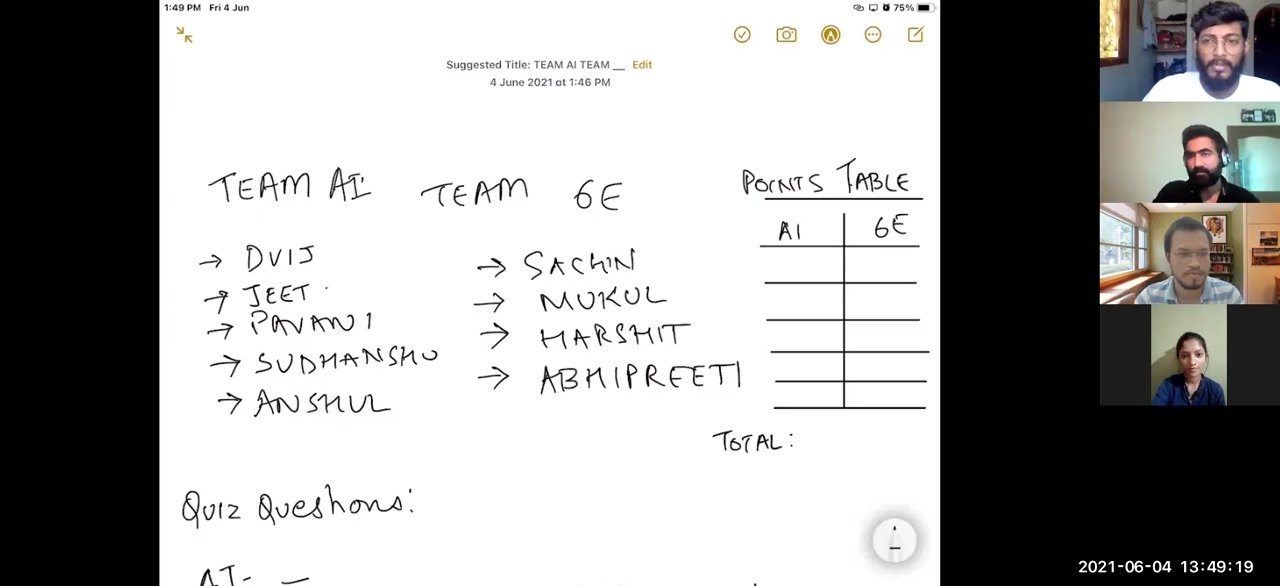 1:49 PM Fri 4 Jun
75%
Suggested Title: TEAM AI TEAM __ Edit
4 June 2021 at 1:46 PM
TEAM AI TEAM 6E POINTS TABLE
AI 6E
→ DVIJ → SACHIN
→ JEET → MUKUL
→ PAVANI → HARSHIT
→ SUDHANSHU → ABHIPREETI
→ ANSHUL
TOTAL:
Quiz Questions:
AI-
2021-06-04 13:49:19